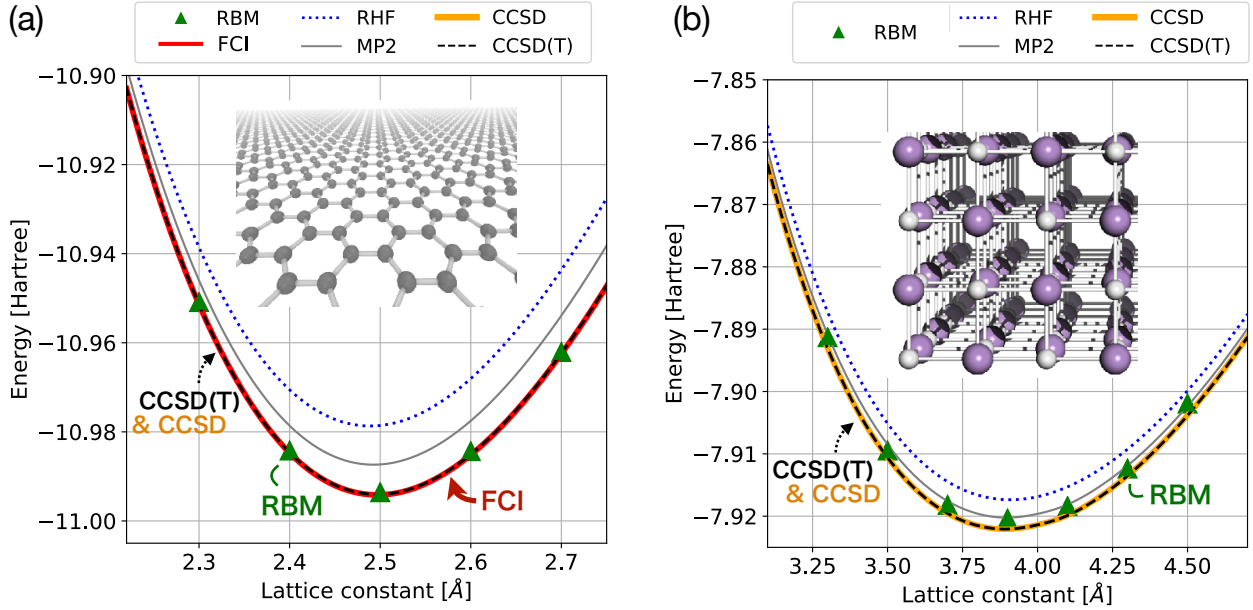 (a)
RBM
RHF
CCSD
FCI
MP2
CCSD(T)
−10.90
−10.92
−10.94
−10.96
−10.98
−11.00
Energy [Hartree]
CCSD(T)
& CCSD
RBM
FCI
2.3
2.4
2.5
2.6
2.7
Lattice constant [Å]
(b)
RBM
RHF
CCSD
MP2
CCSD(T)
−7.85
−7.86
−7.87
−7.88
−7.89
−7.90
−7.91
−7.92
Energy [Hartree]
CCSD(T)
& CCSD
RBM
3.25
3.50
3.75
4.00
4.25
4.50
Lattice constant [Å]